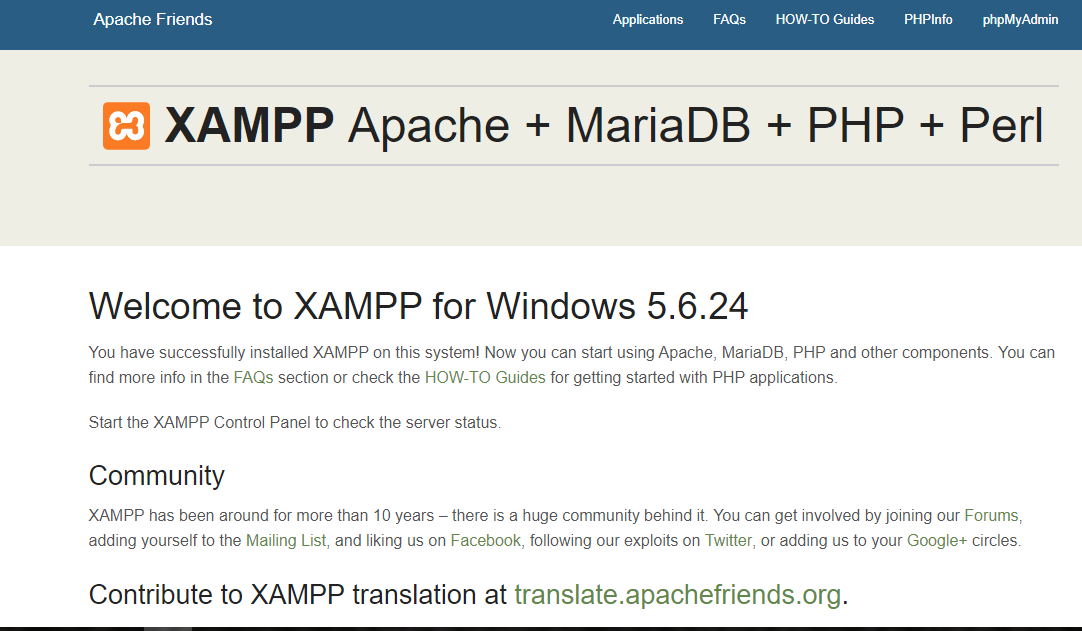 Apache Friends
Applications FAQs HOW-TO Guides PHPInfo phpMyAdmin
XAMPP Apache + MariaDB + PHP + Perl
Welcome to XAMPP for Windows 5.6.24
You have successfully installed XAMPP on this system! Now you can start using Apache, MariaDB, PHP and other components. You can
find more info in the FAQs section or check the HOW-TO Guides for getting started with PHP applications.
Start the XAMPP Control Panel to check the server status.
Community
XAMPP has been around for more than 10 years – there is a huge community behind it. You can get involved by joining our Forums,
adding yourself to the Mailing List, and liking us on Facebook, following our exploits on Twitter, or adding us to your Google+ circles.
Contribute to XAMPP translation at translate.apachefriends.org.